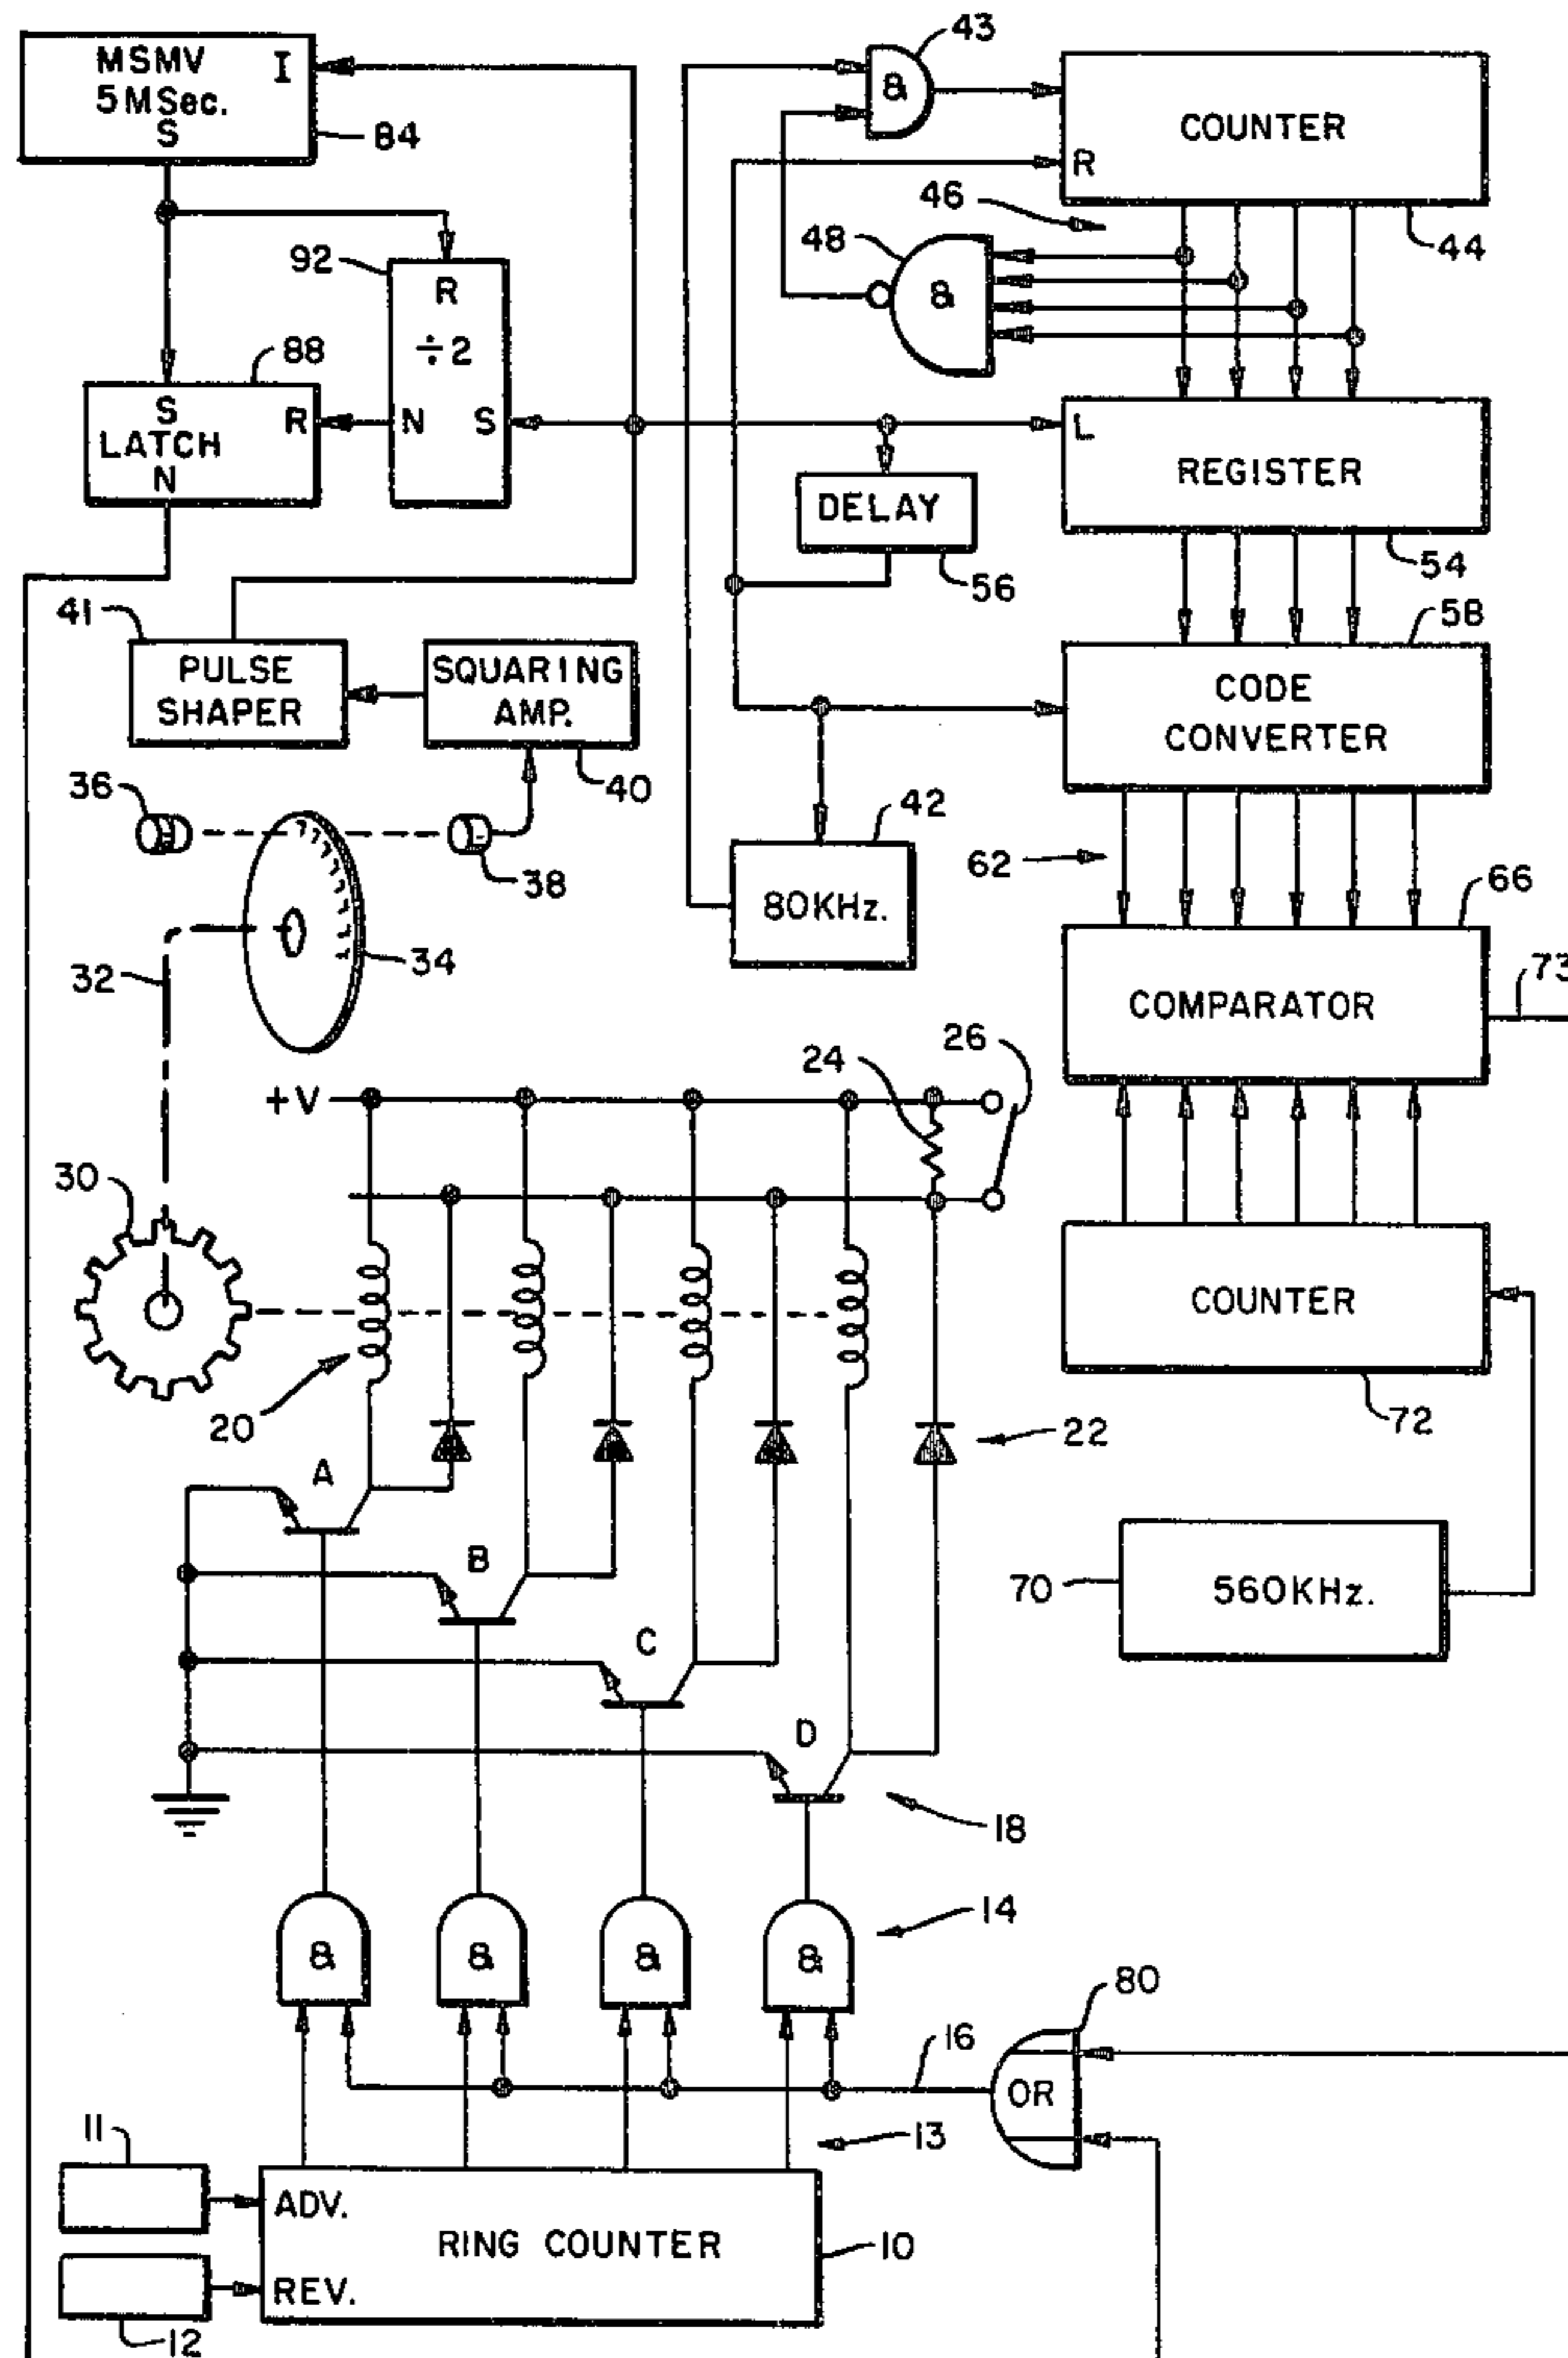 MSMV I
5 MSec.
S
84
43
&
COUNTER
R
46
44
48
&
92
R
÷2
N S
88
S
R
LATCH
N
L
REGISTER
54
DELAY
56
41
PULSE
SHAPER
SQUARING
AMP.
40
58
CODE
CONVERTER
36
38
42
80KHz.
62
66
34
32
COMPARATOR
73
24
26
+V
30
COUNTER
72
20
22
A
B
70
560KHz.
C
D
18
14
& & & &
80
16
OR
11
13
ADV.
RING COUNTER
10
REV.
12